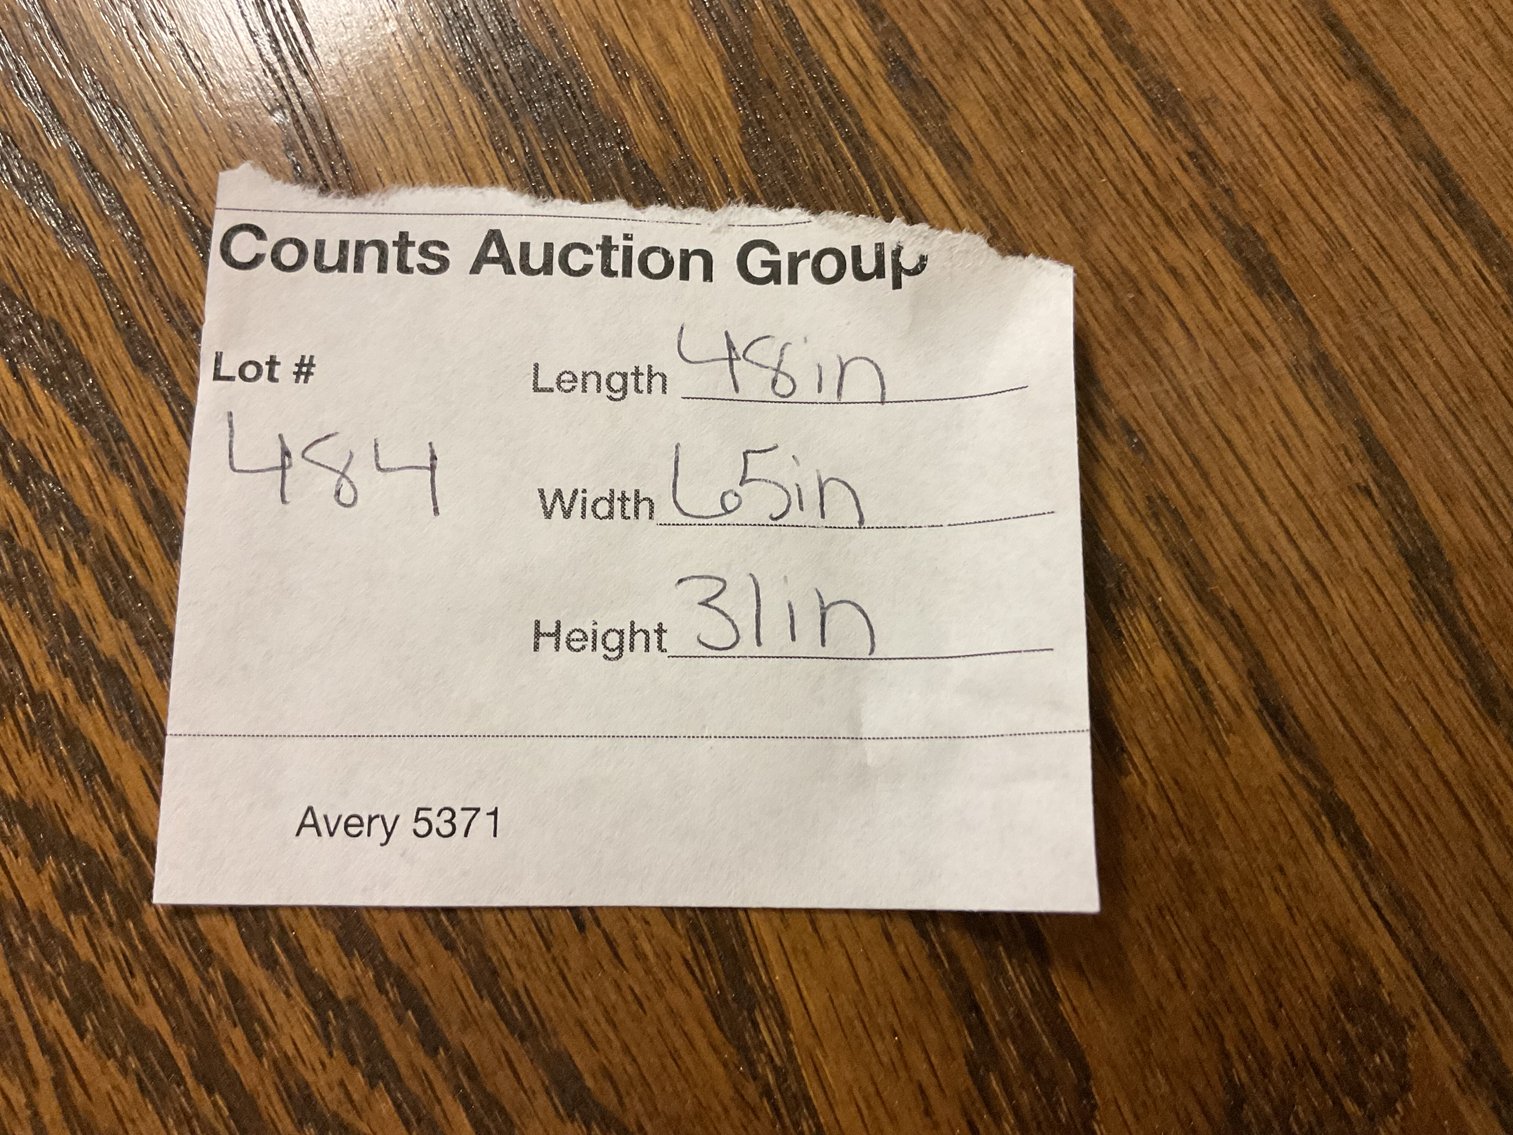 Counts Auction Group
Lot #
484
Length 48in
Width 65in
Height 31in
Avery 5371